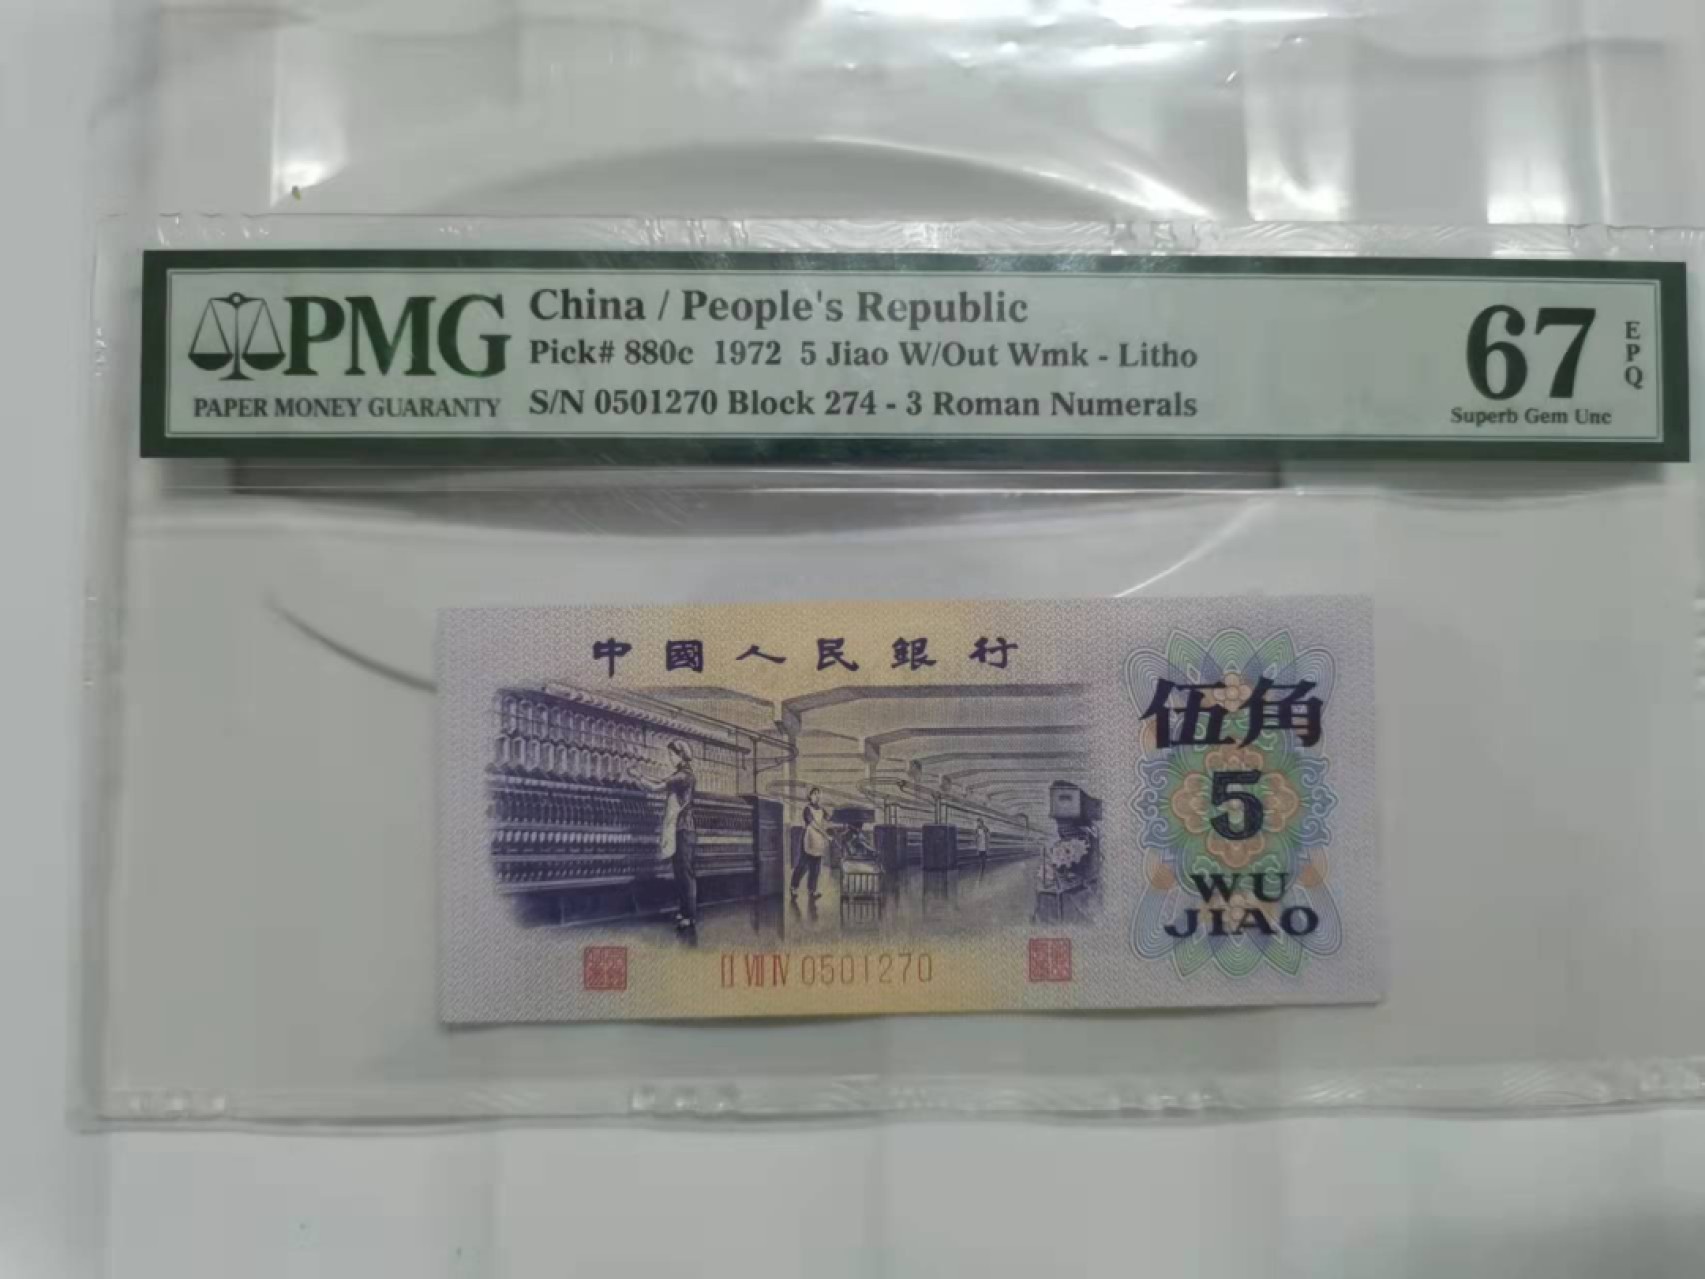 PMG
PAPER MONEY GUARANTY
China / People's Republic
Pick# 880c 1972 5 Jiao W/Out Wmk - Litho
S/N 0501270 Block 274 - 3 Roman Numerals
67
EPQ
Superb Gem Unc
中國人民銀行
伍角
5
WU
JIAO
II VII IV 0501270